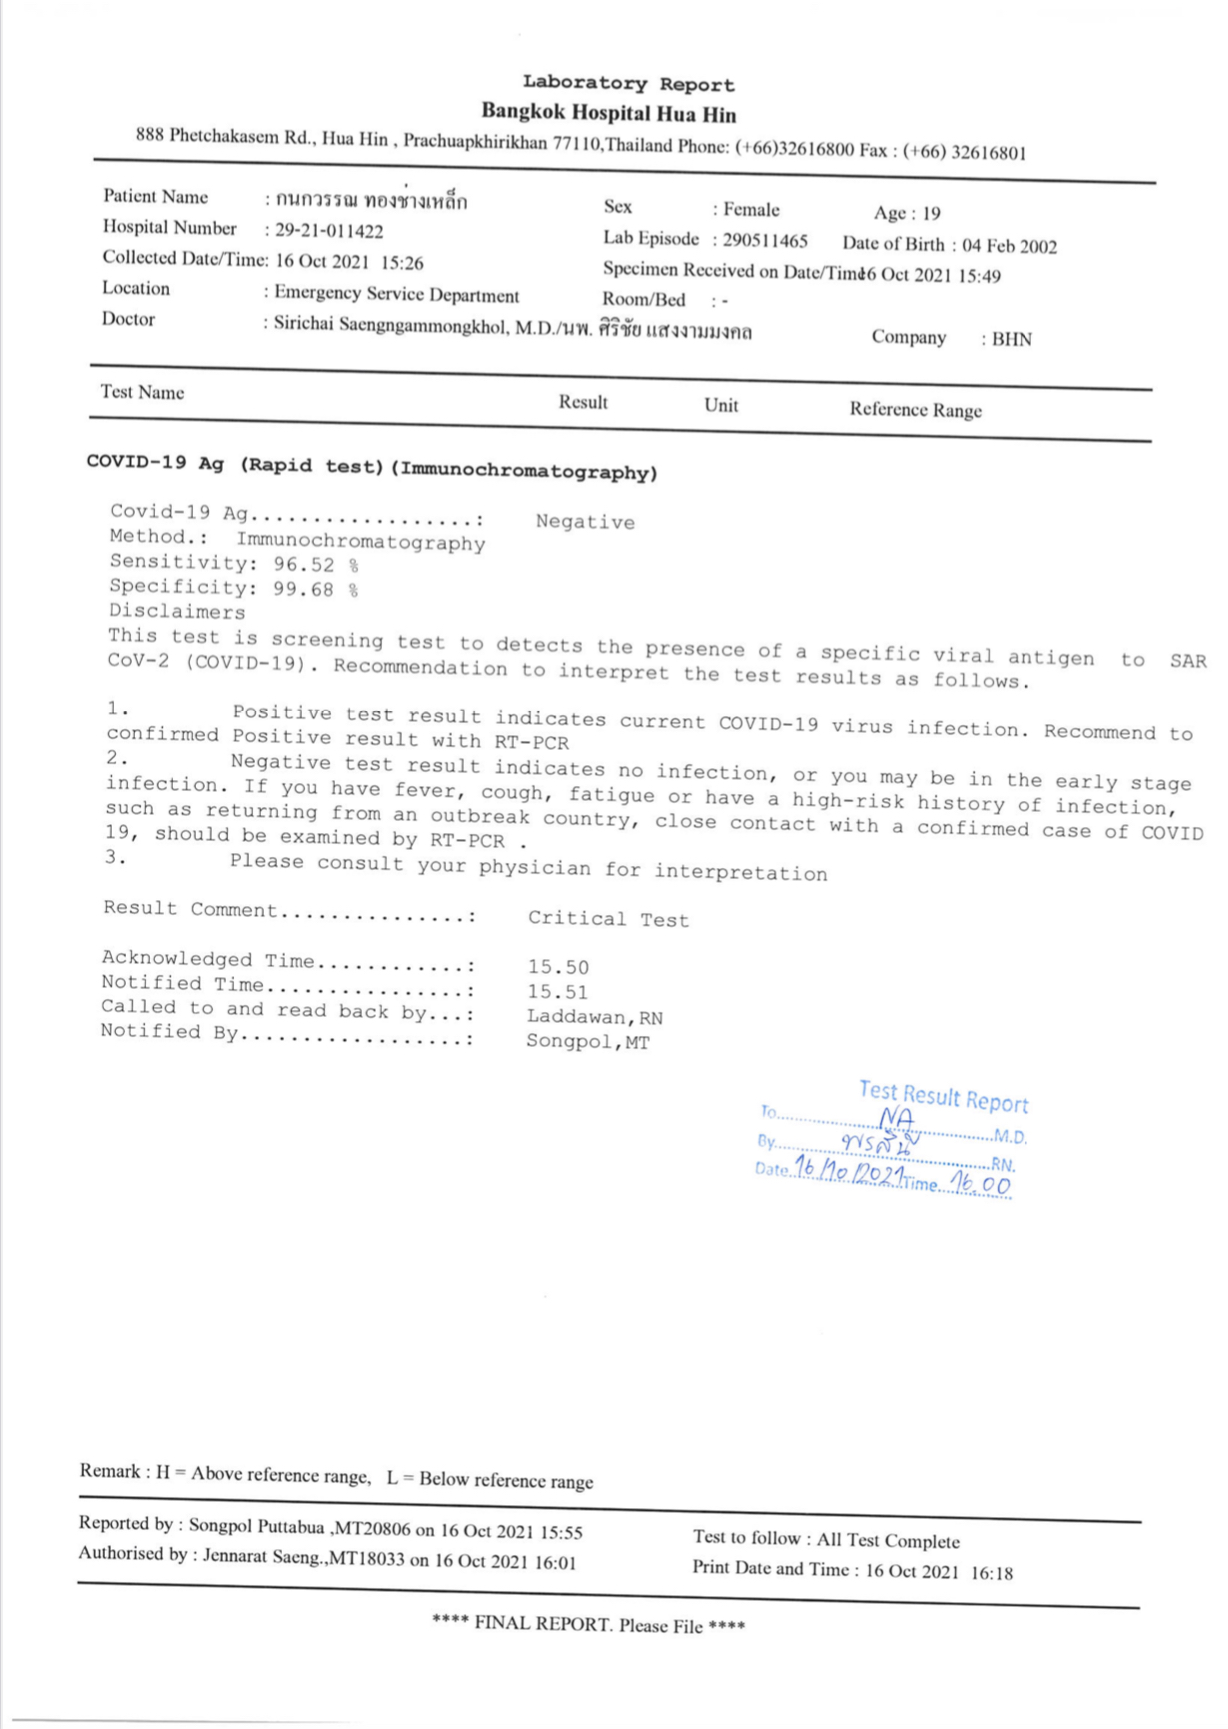 Laboratory Report
Bangkok Hospital Hua Hin
888 Phetchakasem Rd., Hua Hin , Prachuapkhirikhan 77110,Thailand Phone: (+66)32616800 Fax : (+66) 32616801
Patient Name : กนกวรรณ ทองช่างเหล็ก Sex : Female Age : 19
Hospital Number : 29-21-011422 Lab Episode : 290511465 Date of Birth : 04 Feb 2002
Collected Date/Time: 16 Oct 2021 15:26 Specimen Received on Date/Time 16 Oct 2021 15:49
Location : Emergency Service Department Room/Bed : -
Doctor : Sirichai Saengngammongkhol, M.D./นพ. ศิริชัย แสงงามมงคล Company : BHN
Test Name Result Unit Reference Range
COVID-19 Ag (Rapid test)(Immunochromatography)
Covid-19 Ag..................: Negative
Method.: Immunochromatography
Sensitivity: 96.52 %
Specificity: 99.68 %
Disclaimers
This test is screening test to detects the presence of a specific viral antigen to SAR
CoV-2 (COVID-19). Recommendation to interpret the test results as follows.
1. Positive test result indicates current COVID-19 virus infection. Recommend to
confirmed Positive result with RT-PCR
2. Negative test result indicates no infection, or you may be in the early stage
infection. If you have fever, cough, fatigue or have a high-risk history of infection,
such as returning from an outbreak country, close contact with a confirmed case of COVID
19, should be examined by RT-PCR .
3. Please consult your physician for interpretation
Result Comment...............: Critical Test
Acknowledged Time............: 15.50
Notified Time................: 15.51
Called to and read back by...: Laddawan,RN
Notified By..................: Songpol,MT
Test Result Report
To NA M.D.
By พรสินี RN.
Date 16/10/2021 Time 16.00
Remark : H = Above reference range, L = Below reference range
Reported by : Songpol Puttabua ,MT20806 on 16 Oct 2021 15:55 Test to follow : All Test Complete
Authorised by : Jennarat Saeng.,MT18033 on 16 Oct 2021 16:01 Print Date and Time : 16 Oct 2021 16:18
**** FINAL REPORT. Please File ****